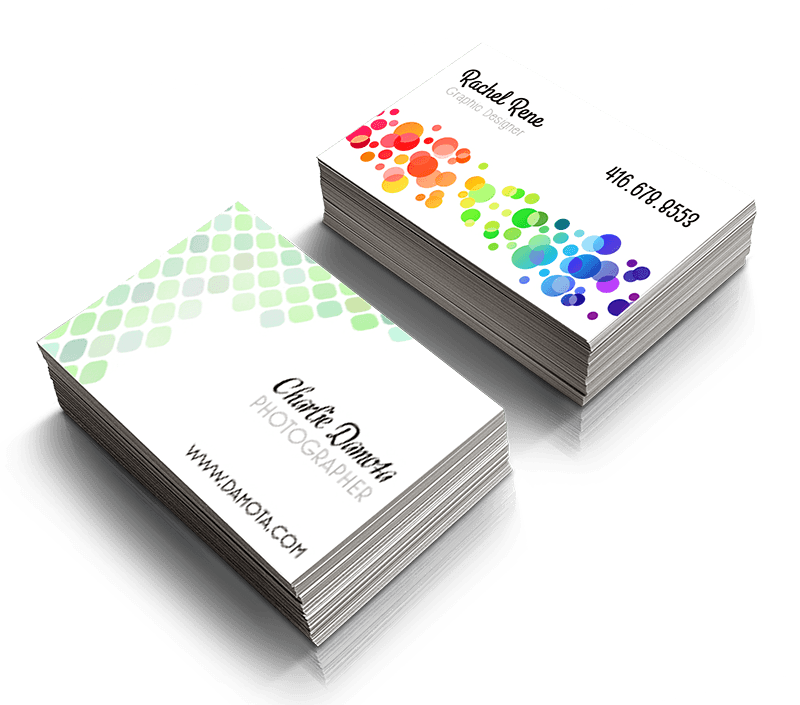 Rachel Rene
Graphic Designer
416.678.8553
Charlie Damota
PHOTOGRAPHER
WWW.DAMOTA.COM